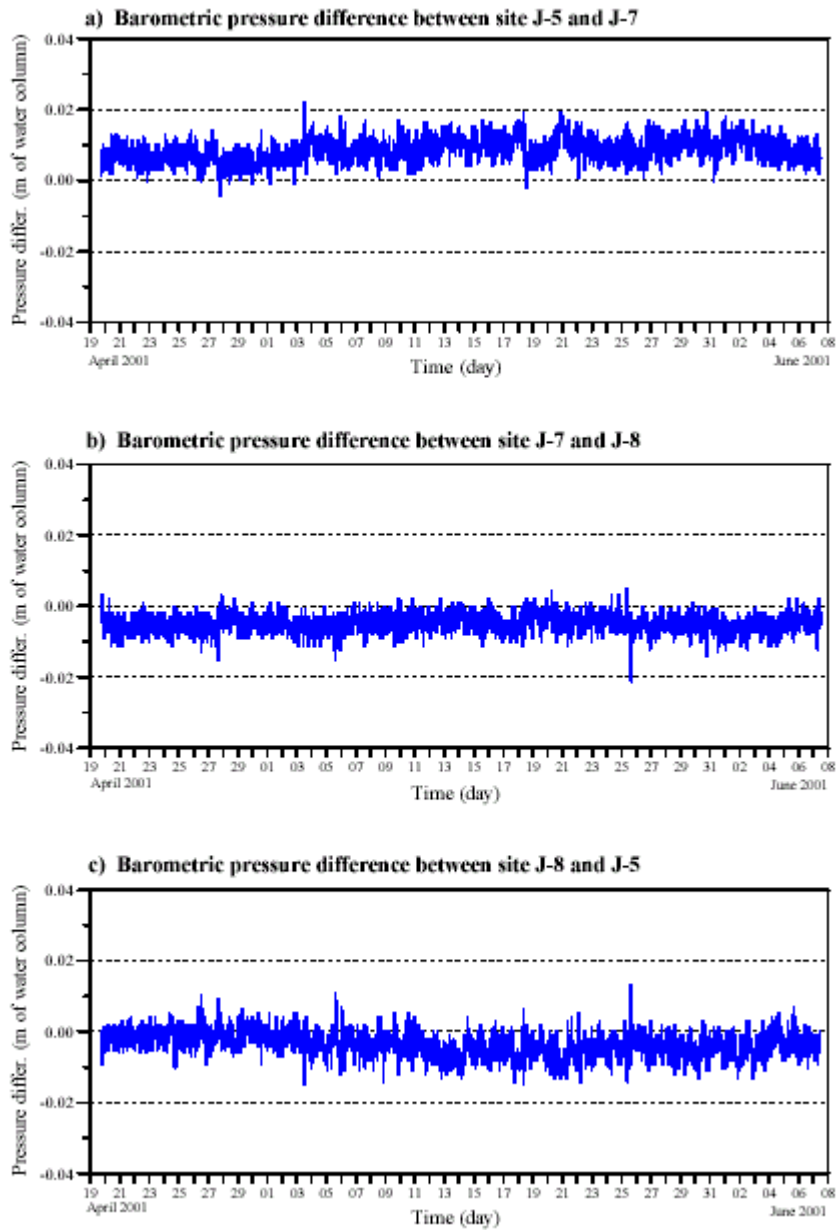 a) Barometric pressure difference between site J-5 and J-7
0.04
0.02
0.00
-0.02
-0.04
Pressure differ. (m of water column)
19 21 23 25 27 29 01 03 05 07 09 11 13 15 17 19 21 23 25 27 29 31 02 04 06 08
April 2001 Time (day) June 2001
b) Barometric pressure difference between site J-7 and J-8
0.04
0.02
0.00
-0.02
-0.04
Pressure differ. (m of water column)
19 21 23 25 27 29 01 03 05 07 09 11 13 15 17 19 21 23 25 27 29 31 02 04 06 08
April 2001 Time (day) June 2001
c) Barometric pressure difference between site J-8 and J-5
0.04
0.02
0.00
-0.02
-0.04
Pressure differ. (m of water column)
19 21 23 25 27 29 01 03 05 07 09 11 13 15 17 19 21 23 25 27 29 31 02 04 06 08
April 2001 Time (day) June 2001